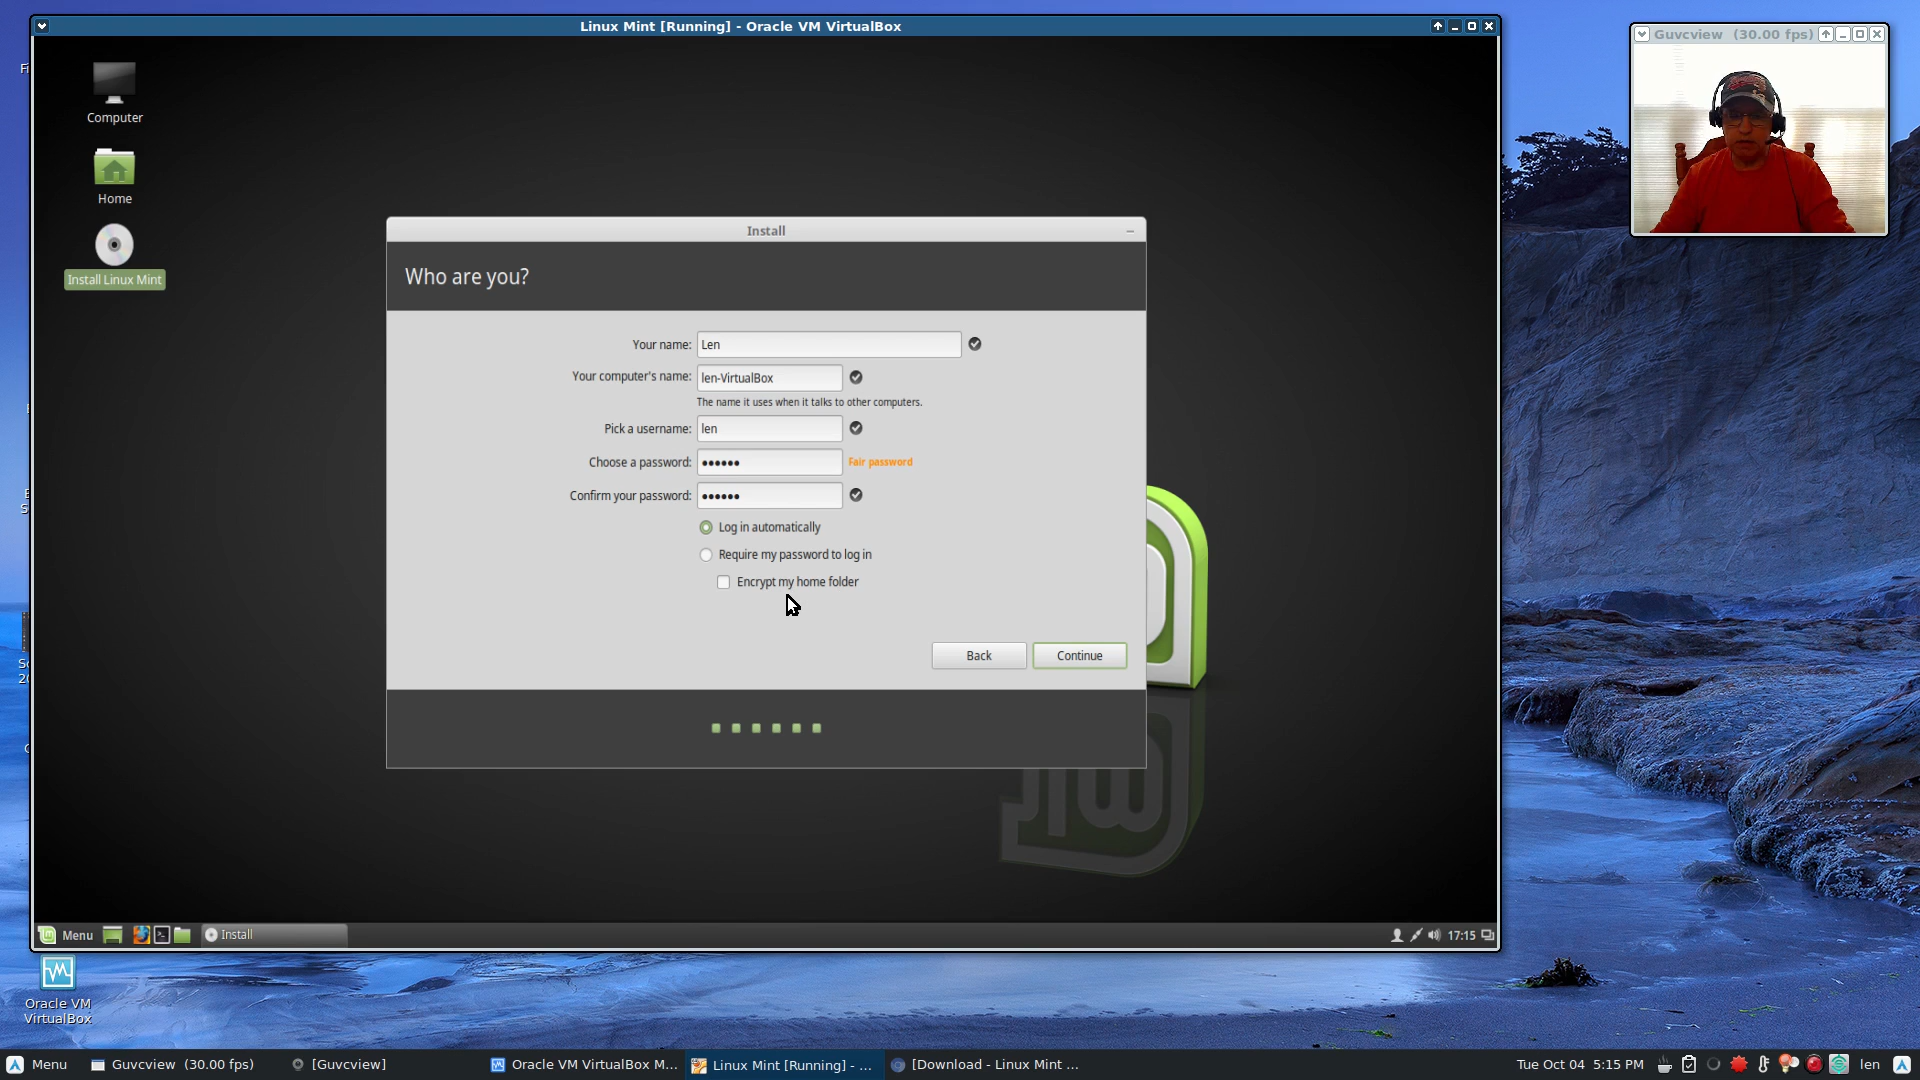 Linux Mint [Running] - Oracle VM VirtualBox
Guvcview (30.00 fps)
Computer
Home
Install Linux Mint
Install
Who are you?
Your name: Len
Your computer's name: len-VirtualBox
The name it uses when it talks to other computers.
Pick a username: len
Choose a password: ●●●●●● Fair password
Confirm your password: ●●●●●●
Log in automatically
Require my password to log in
Encrypt my home folder
Back Continue
Menu Install 17:15
Oracle VM
VirtualBox
Menu Guvcview (30.00 fps) [Guvcview] Oracle VM VirtualBox M... Linux Mint [Running] - ... [Download - Linux Mint ... Tue Oct 04 5:15 PM len